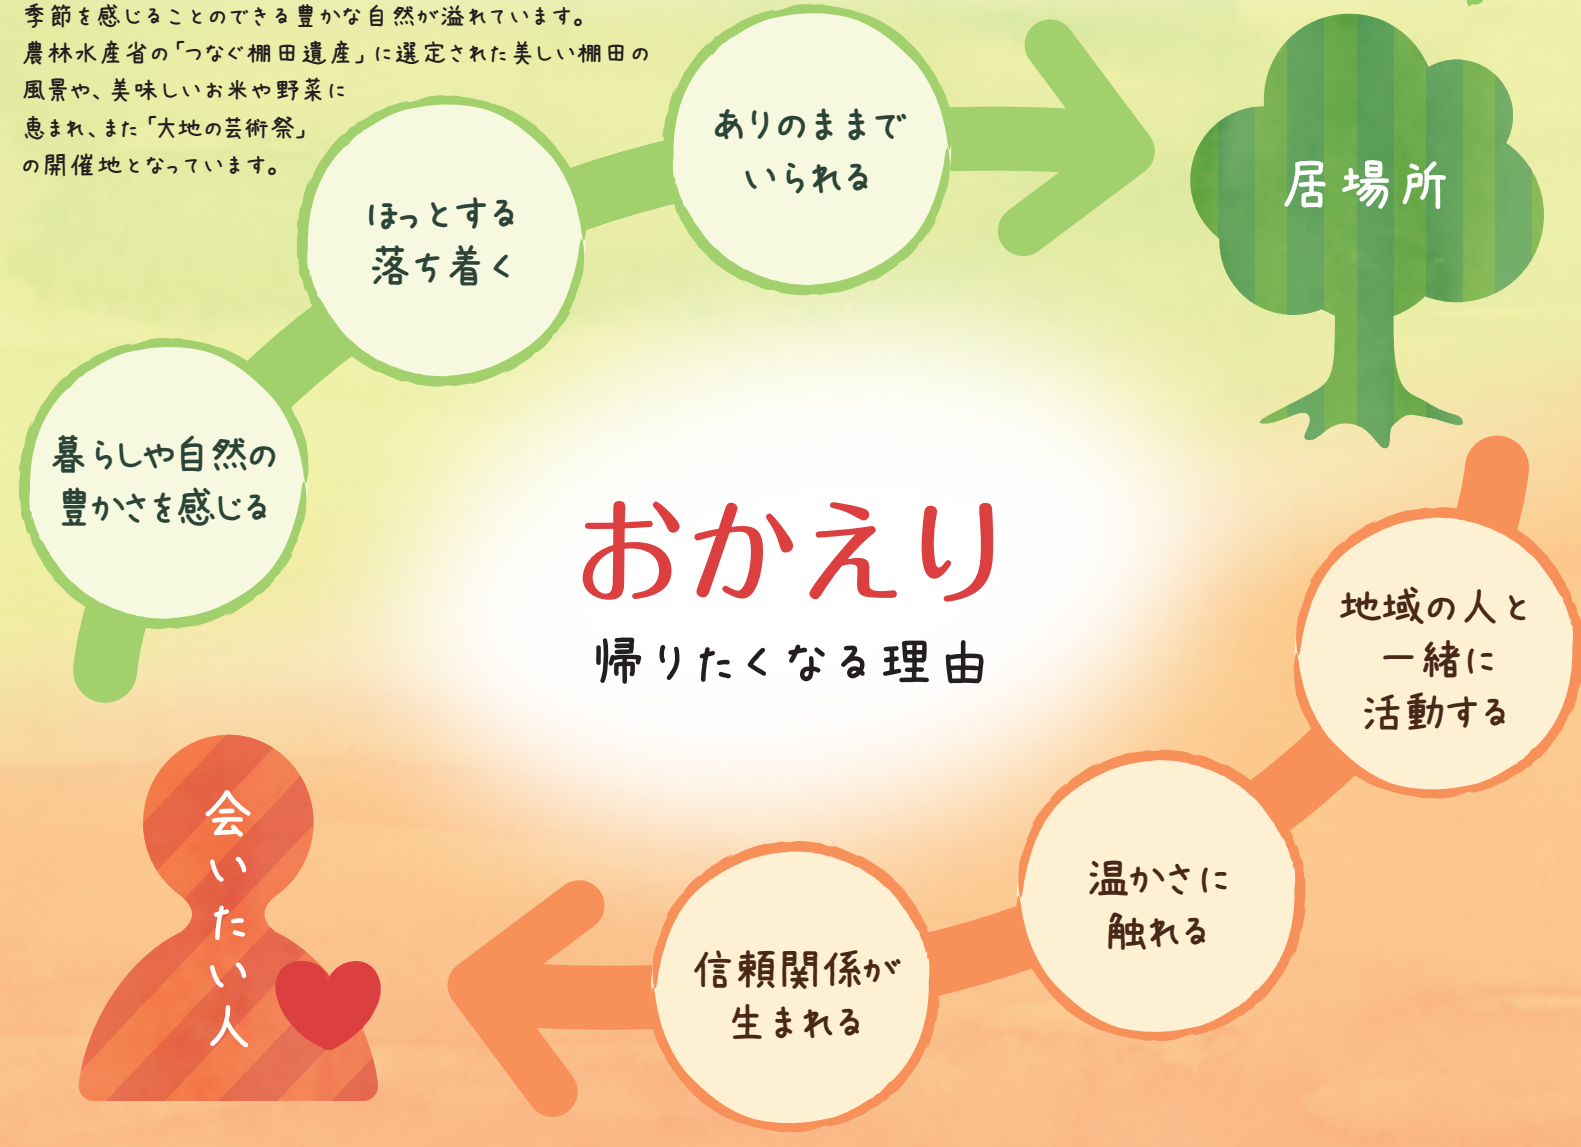 季節を感じることのできる豊かな自然が溢れています。
農林水産省の「つなぐ棚田遺産」に選定された美しい棚田の
風景や、美味しいお米や野菜に
恵まれ、また「大地の芸術祭」
の開催地となっています。
ありのままで
いられる
居場所
ほっとする
落ち着く
暮らしや自然の
豊かさを感じる
おかえり
帰りたくなる理由
地域の人と
一緒に
活動する
温かさに
触れる
信頼関係が
生まれる
会いたい人